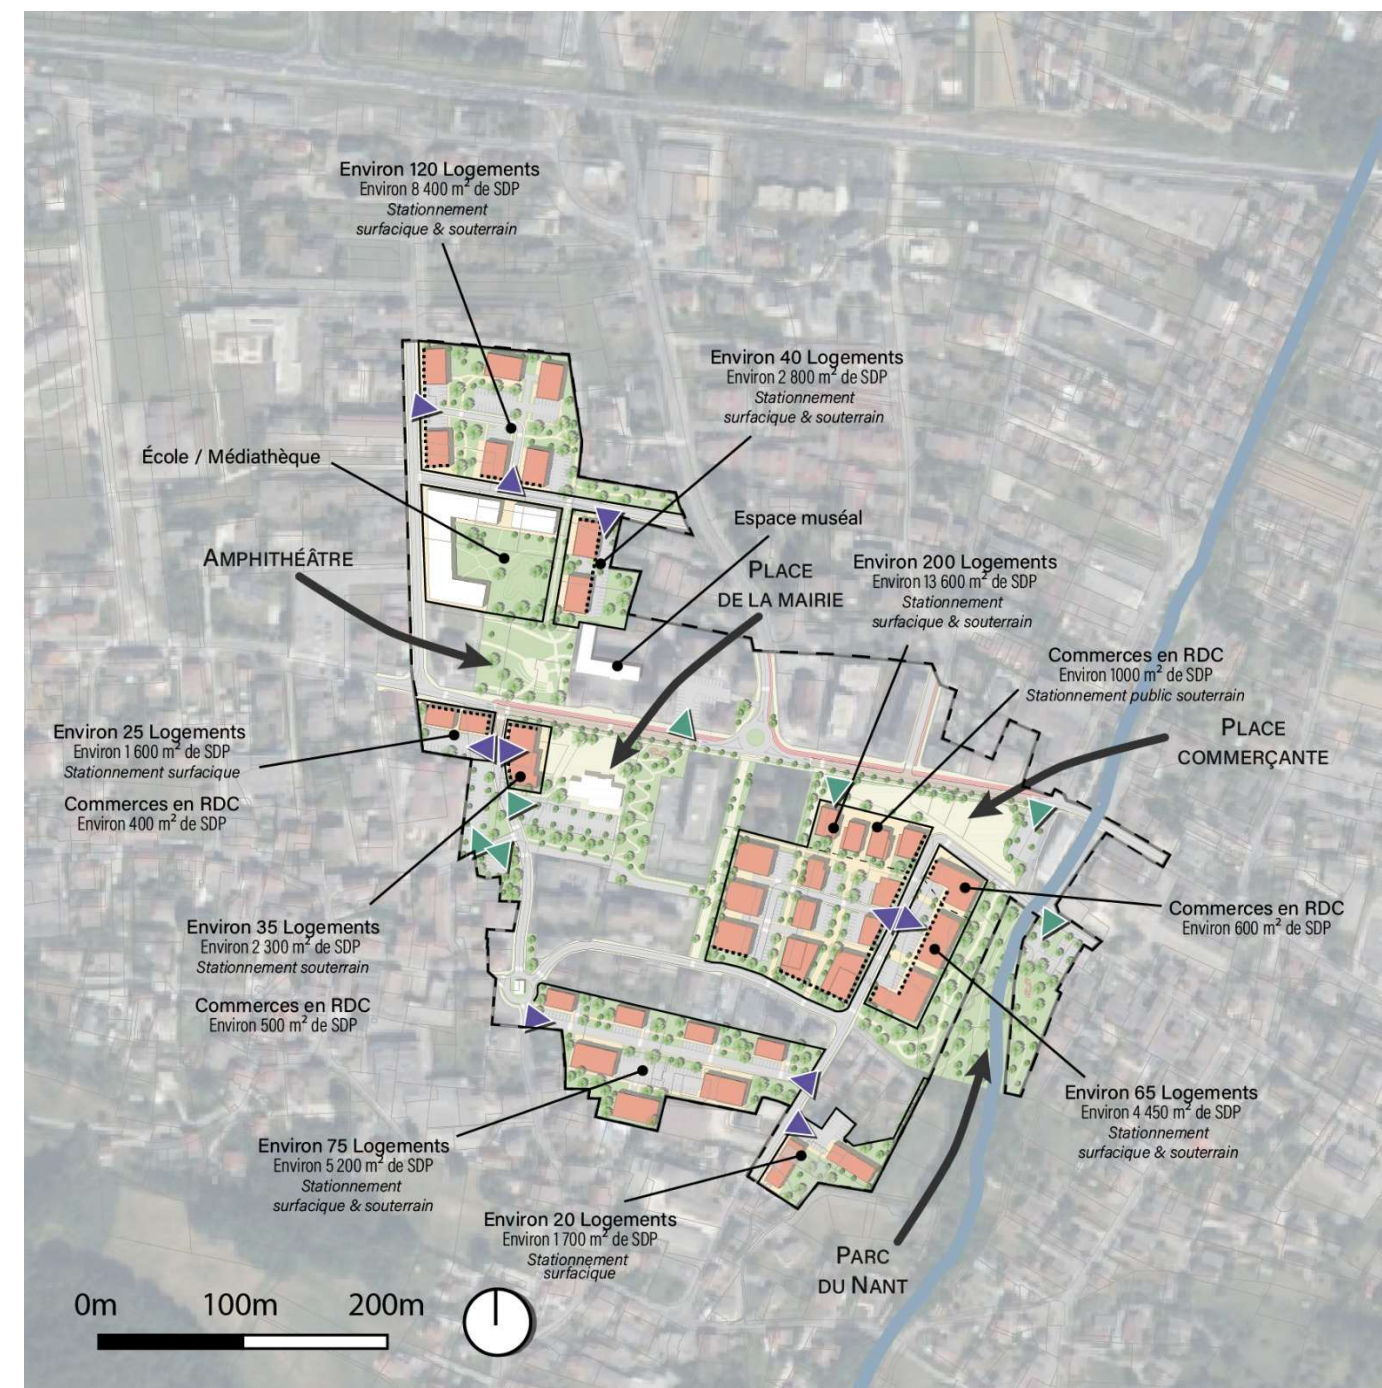 Environ 120 Logements
Environ 8 400 m² de SDP
Stationnement
surfacique & souterrain
Environ 40 Logements
Environ 2 800 m² de SDP
Stationnement
surfacique & souterrain
École / Médiathèque
Espace muséal
AMPHITHÉÂTRE
PLACE
DE LA MAIRIE
Environ 200 Logements
Environ 13 600 m² de SDP
Stationnement
surfacique & souterrain
Commerces en RDC
Environ 1000 m² de SDP
Stationnement public souterrain
PLACE
COMMERÇANTE
Environ 25 Logements
Environ 1 600 m² de SDP
Stationnement surfacique
Commerces en RDC
Environ 400 m² de SDP
Environ 35 Logements
Environ 2 300 m² de SDP
Stationnement souterrain
Commerces en RDC
Environ 500 m² de SDP
Commerces en RDC
Environ 600 m² de SDP
Environ 65 Logements
Environ 4 450 m² de SDP
Stationnement
surfacique & souterrain
Environ 75 Logements
Environ 5 200 m² de SDP
Stationnement
surfacique & souterrain
Environ 20 Logements
Environ 1 700 m² de SDP
Stationnement
surfacique
PARC
DU NANT
0m 100m 200m